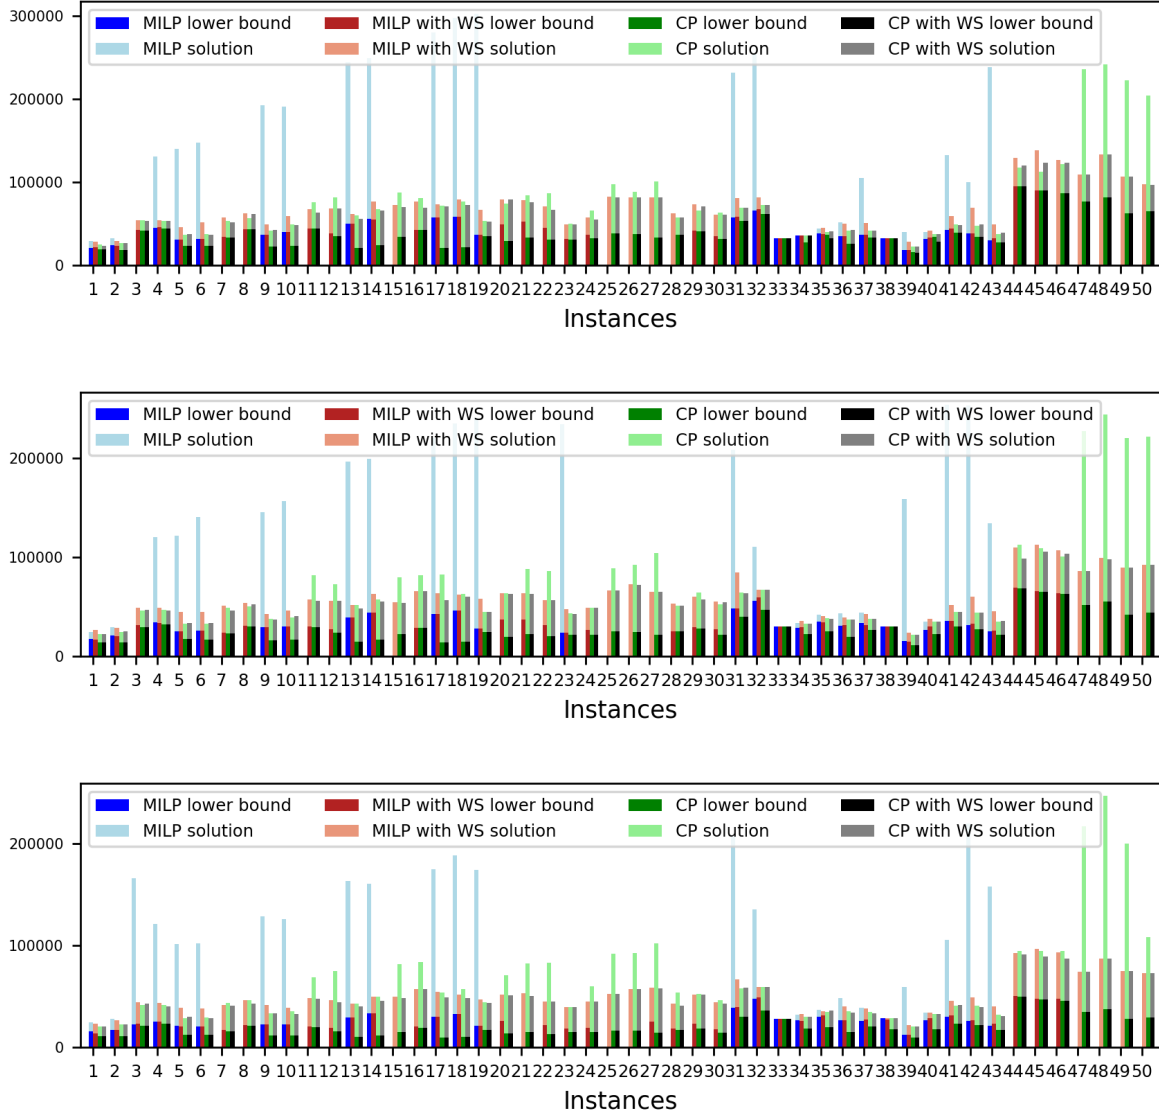 300000
200000
100000
0
MILP lower bound MILP with WS lower bound CP lower bound CP with WS lower bound
MILP solution MILP with WS solution CP solution CP with WS solution
1 2 3 4 5 6 7 8 9 10 11 12 13 14 15 16 17 18 19 20 21 22 23 24 25 26 27 28 29 30 31 32 33 34 35 36 37 38 39 40 41 42 43 44 45 46 47 48 49 50
Instances
200000
100000
0
MILP lower bound MILP with WS lower bound CP lower bound CP with WS lower bound
MILP solution MILP with WS solution CP solution CP with WS solution
1 2 3 4 5 6 7 8 9 10 11 12 13 14 15 16 17 18 19 20 21 22 23 24 25 26 27 28 29 30 31 32 33 34 35 36 37 38 39 40 41 42 43 44 45 46 47 48 49 50
Instances
200000
100000
0
MILP lower bound MILP with WS lower bound CP lower bound CP with WS lower bound
MILP solution MILP with WS solution CP solution CP with WS solution
1 2 3 4 5 6 7 8 9 10 11 12 13 14 15 16 17 18 19 20 21 22 23 24 25 26 27 28 29 30 31 32 33 34 35 36 37 38 39 40 41 42 43 44 45 46 47 48 49 50
Instances